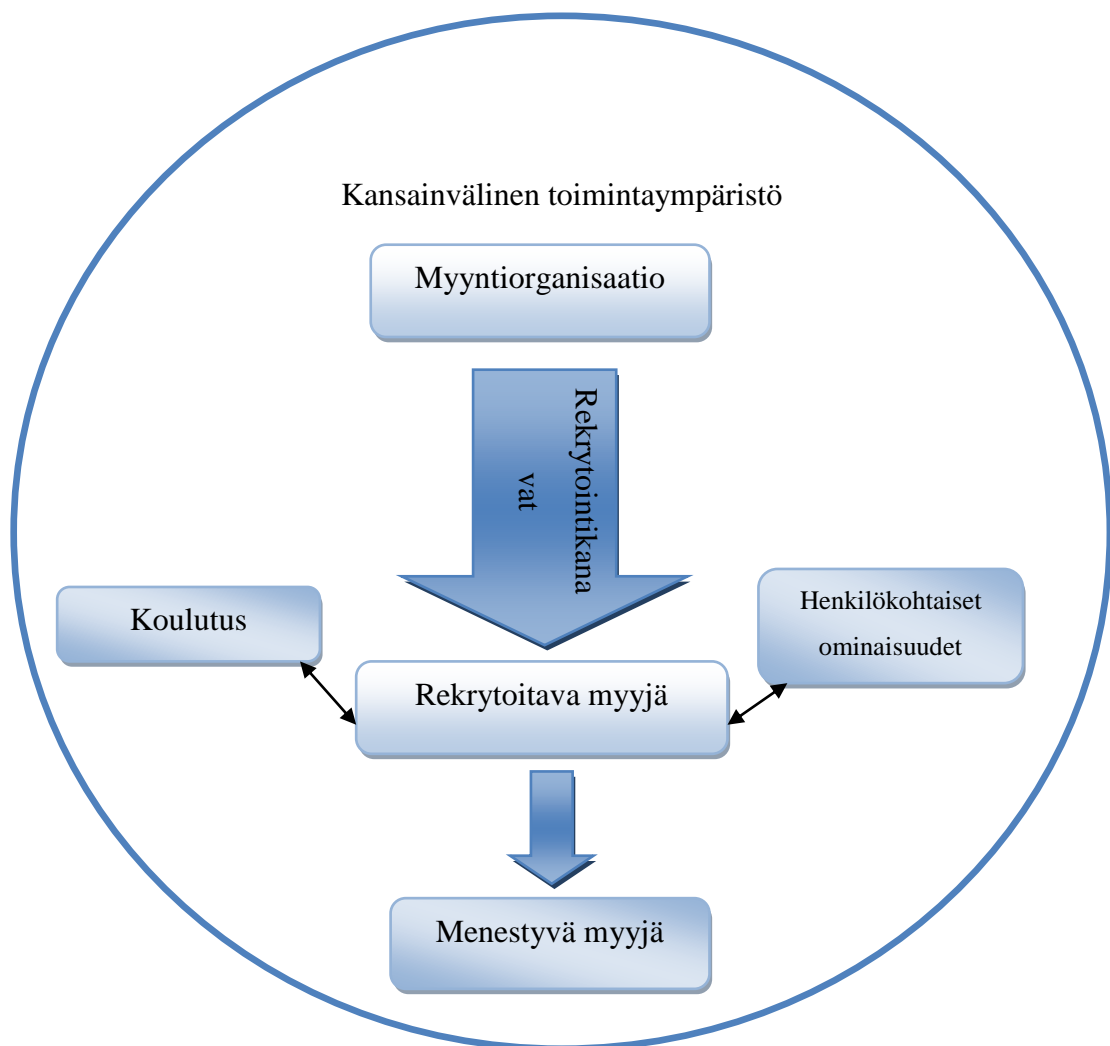 Kansainvälinen toimintaympäristö
Myyntiorganisaatio
Rekrytointikana
vat
Koulutus
Henkilökohtaiset
ominaisuudet
Rekrytoitava myyjä
Menestyvä myyjä